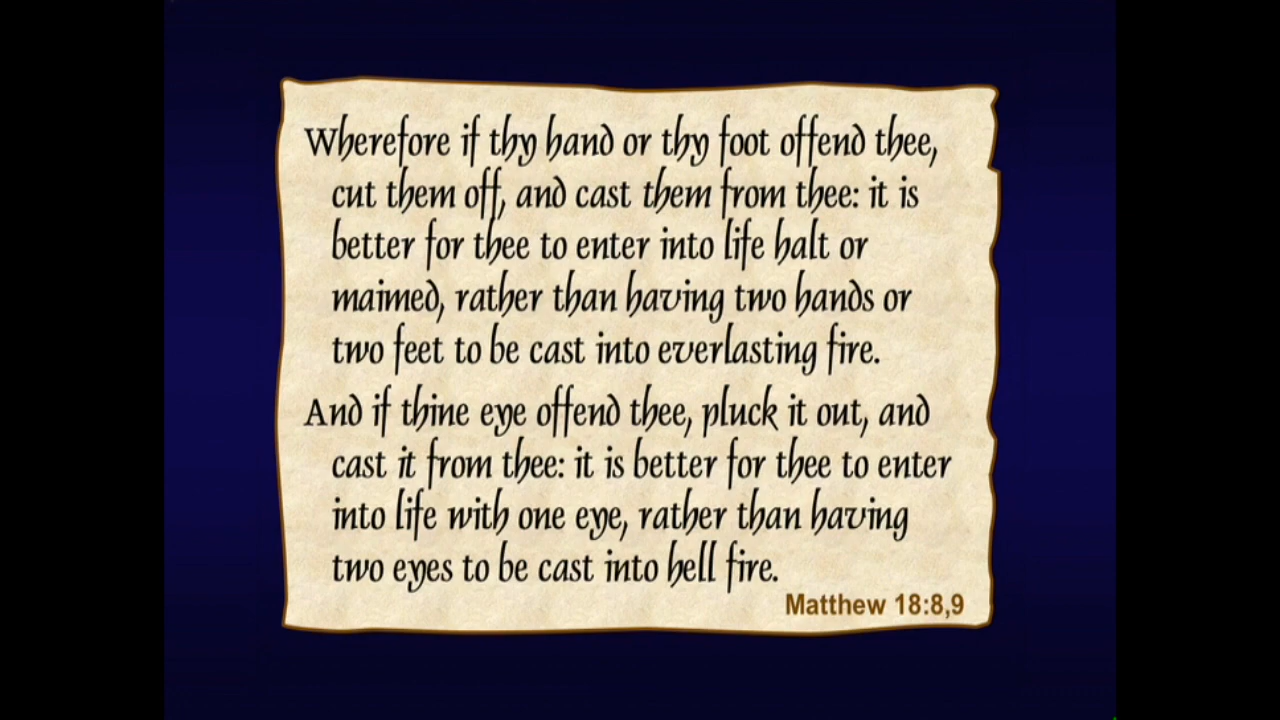 Wherefore if thy hand or thy foot offend thee,
cut them off, and cast them from thee: it is
better for thee to enter into life halt or
maimed, rather than having two hands or
two feet to be cast into everlasting fire.
And if thine eye offend thee, pluck it out, and
cast it from thee: it is better for thee to enter
into life with one eye, rather than having
two eyes to be cast into hell fire.
Matthew 18:8,9